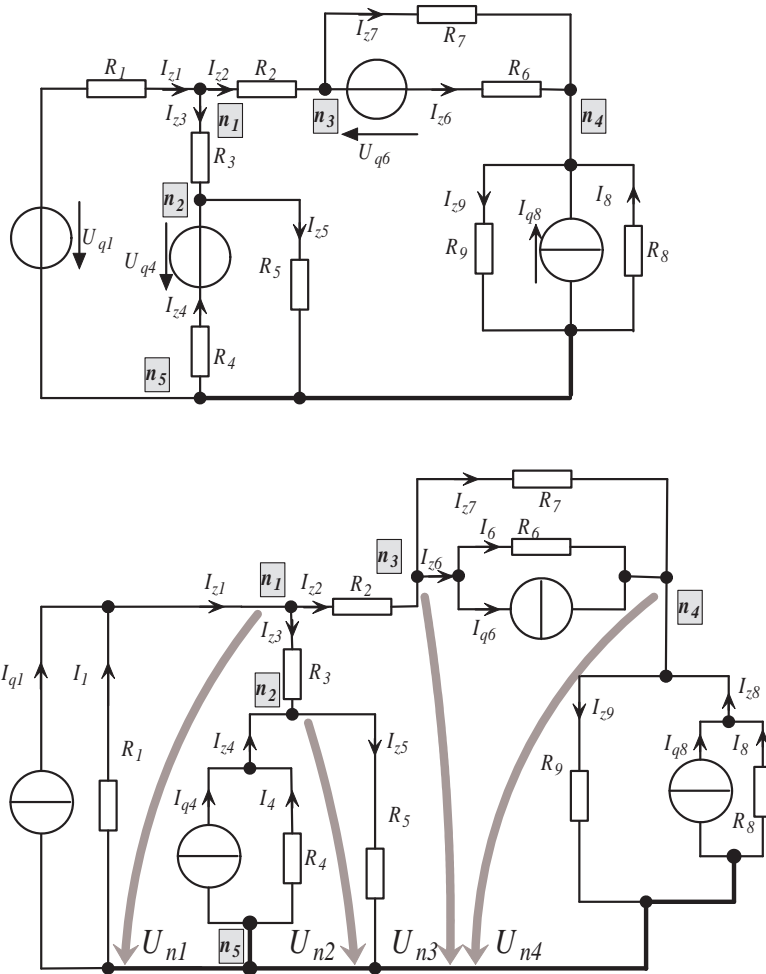 I_z7
R_7
R_1
I_z1
I_z2
R_2
n_3
I_z6
R_6
n_4
I_z3
n_1
U_q6
R_3
n_2
I_z9
I_q8
I_8
U_q1
U_q4
I_z5
R_5
R_9
R_8
I_z4
n_5
R_4
I_z7
R_7
n_3
I_6
R_6
I_z6
I_z1
n_1
I_z2
R_2
n_4
I_q6
I_z3
I_q1
I_1
n_2
R_3
I_z8
I_z9
I_z4
I_z5
R_1
I_q8
I_8
R_9
I_q4
I_4
R_5
R_8
R_4
U_n1
n_5
U_n2
U_n3
U_n4